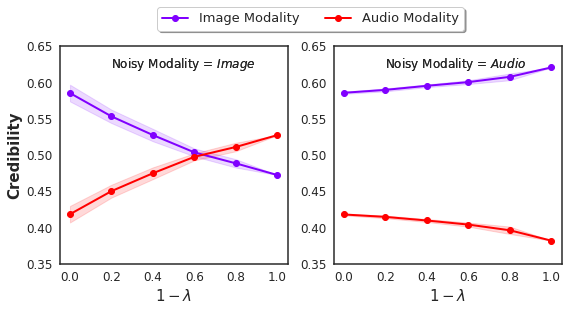 Image Modality Audio Modality
Noisy Modality = Image
Noisy Modality = Audio
Credibility
0.65 0.60 0.55 0.50 0.45 0.40 0.35
0.0 0.2 0.4 0.6 0.8 1.0
1 − λ
0.65 0.60 0.55 0.50 0.45 0.40 0.35
0.0 0.2 0.4 0.6 0.8 1.0
1 − λ